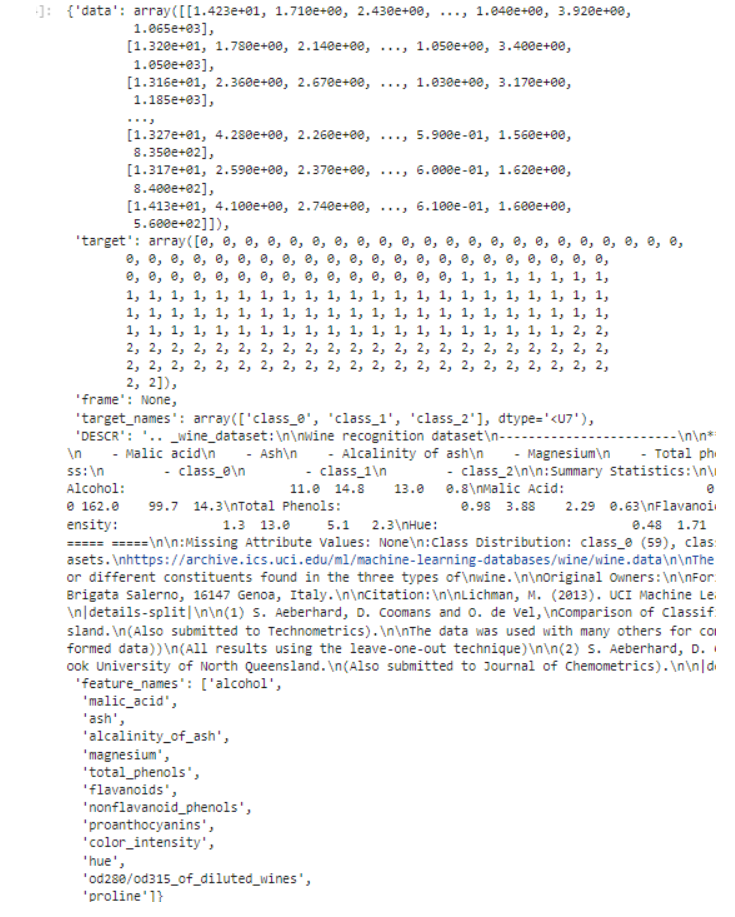 ]: {'data': array([[1.423e+01, 1.710e+00, 2.430e+00, ..., 1.040e+00, 3.920e+00,
1.065e+03],
[1.320e+01, 1.780e+00, 2.140e+00, ..., 1.050e+00, 3.400e+00,
1.050e+03],
[1.316e+01, 2.360e+00, 2.670e+00, ..., 1.030e+00, 3.170e+00,
1.185e+03],
...,
[1.327e+01, 4.280e+00, 2.260e+00, ..., 5.900e-01, 1.560e+00,
8.350e+02],
[1.317e+01, 2.590e+00, 2.370e+00, ..., 6.000e-01, 1.620e+00,
8.400e+02],
[1.413e+01, 4.100e+00, 2.740e+00, ..., 6.100e-01, 1.600e+00,
5.600e+02]]),
'target': array([0, 0, 0, 0, 0, 0, 0, 0, 0, 0, 0, 0, 0, 0, 0, 0, 0, 0, 0, 0, 0, 0,
0, 0, 0, 0, 0, 0, 0, 0, 0, 0, 0, 0, 0, 0, 0, 0, 0, 0, 0, 0, 0, 0,
0, 0, 0, 0, 0, 0, 0, 0, 0, 0, 0, 0, 0, 0, 0, 1, 1, 1, 1, 1, 1, 1,
1, 1, 1, 1, 1, 1, 1, 1, 1, 1, 1, 1, 1, 1, 1, 1, 1, 1, 1, 1, 1, 1,
1, 1, 1, 1, 1, 1, 1, 1, 1, 1, 1, 1, 1, 1, 1, 1, 1, 1, 1, 1, 1, 1,
1, 1, 1, 1, 1, 1, 1, 1, 1, 1, 1, 1, 1, 1, 1, 1, 1, 1, 1, 1, 2, 2,
2, 2, 2, 2, 2, 2, 2, 2, 2, 2, 2, 2, 2, 2, 2, 2, 2, 2, 2, 2, 2, 2,
2, 2, 2, 2, 2, 2, 2, 2, 2, 2, 2, 2, 2, 2, 2, 2, 2, 2, 2, 2, 2, 2,
2, 2]),
'frame': None,
'target_names': array(['class_0', 'class_1', 'class_2'], dtype='<U7'),
'DESCR': '.. _wine_dataset:\n\nWine recognition dataset\n------------------------\n\n*
\n    - Malic acid\n    - Ash\n    - Alcalinity of ash\n    - Magnesium\n    - Total ph
ss:\n        - class_0\n        - class_1\n        - class_2\n\n:Summary Statistics:\n\
Alcohol:                      11.0  14.8    13.0   0.8\nMalic Acid:                   0
0 162.0    99.7  14.3\nTotal Phenols:                0.98  3.88    2.29  0.63\nFlavanoi
ensity:              1.3  13.0     5.1   2.3\nHue:                          0.48  1.71
===== =====\n\n:Missing Attribute Values: None\n:Class Distribution: class_0 (59), clas
asets.\nhttps://archive.ics.uci.edu/ml/machine-learning-databases/wine/wine.data\n\nThe
or different constituents found in the three types of\nwine.\n\nOriginal Owners:\n\nFor
Brigata Salerno, 16147 Genoa, Italy.\n\nCitation:\n\nLichman, M. (2013). UCI Machine Le
\n|details-split|\n\n(1) S. Aeberhard, D. Coomans and O. de Vel,\nComparison of Classif
sland.\n(Also submitted to Technometrics).\n\nThe data was used with many others for co
formed data))\n(All results using the leave-one-out technique)\n\n(2) S. Aeberhard, D.
ook University of North Queensland.\n(Also submitted to Journal of Chemometrics).\n\n|d
'feature_names': ['alcohol',
'malic_acid',
'ash',
'alcalinity_of_ash',
'magnesium',
'total_phenols',
'flavanoids',
'nonflavanoid_phenols',
'proanthocyanins',
'color_intensity',
'hue',
'od280/od315_of_diluted_wines',
'proline']}